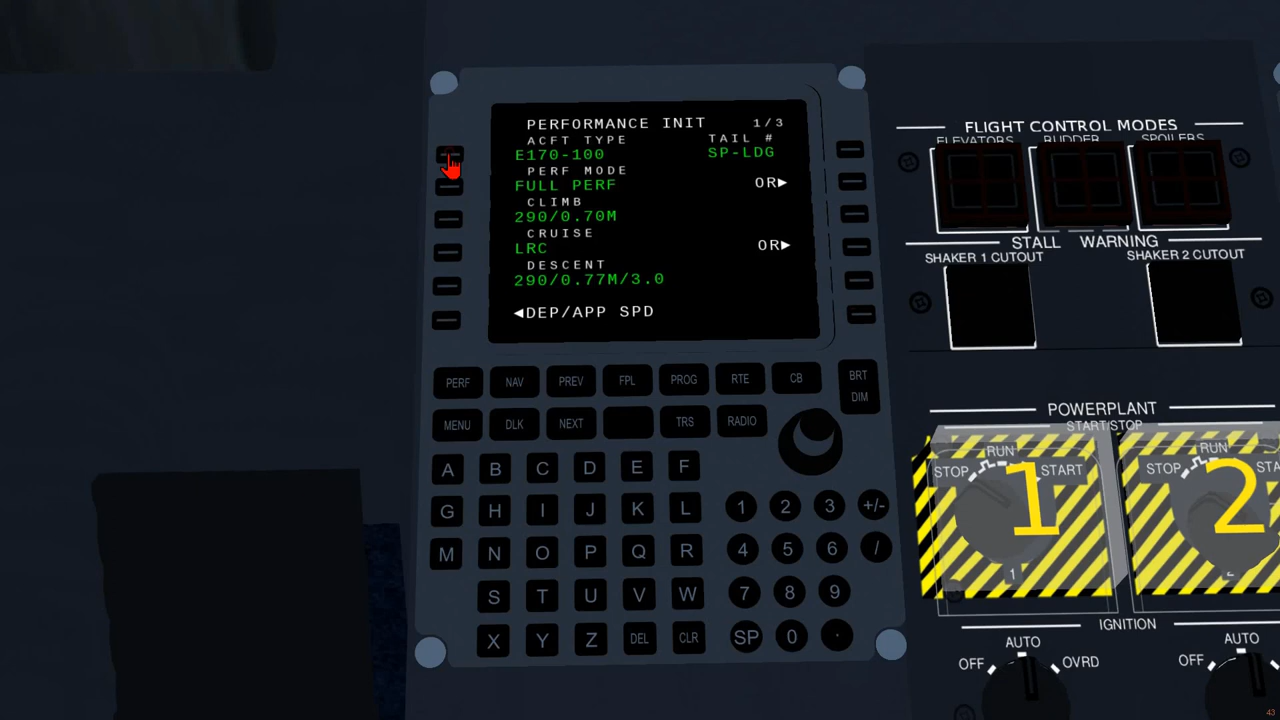 PERFORMANCE INIT 1/3
ACFT TYPE TAIL #
E170-100 SP-LDG
PERF MODE
FULL PERF OR▶
CLIMB
290/0.70M
CRUISE
LRC OR▶
DESCENT
290/0.77M/3.0
◀DEP/APP SPD
PERF NAV PREV FPL PROG RTE CB BRT
DIM
MENU DLK NEXT TRS RADIO
A B C D E F
G H I J K L 1 2 3 +/-
M N O P Q R 4 5 6 /
S T U V W 7 8 9
X Y Z DEL CLR SP 0 .
FLIGHT CONTROL MODES
ELEVATORS RUDDER SPOILERS
STALL WARNING
SHAKER 1 CUTOUT SHAKER 2 CUTOUT
POWERPLANT
START/STOP
RUN RUN
STOP START STOP STA
1 2
1
IGNITION
AUTO AUTO
OFF OVRD OFF
43